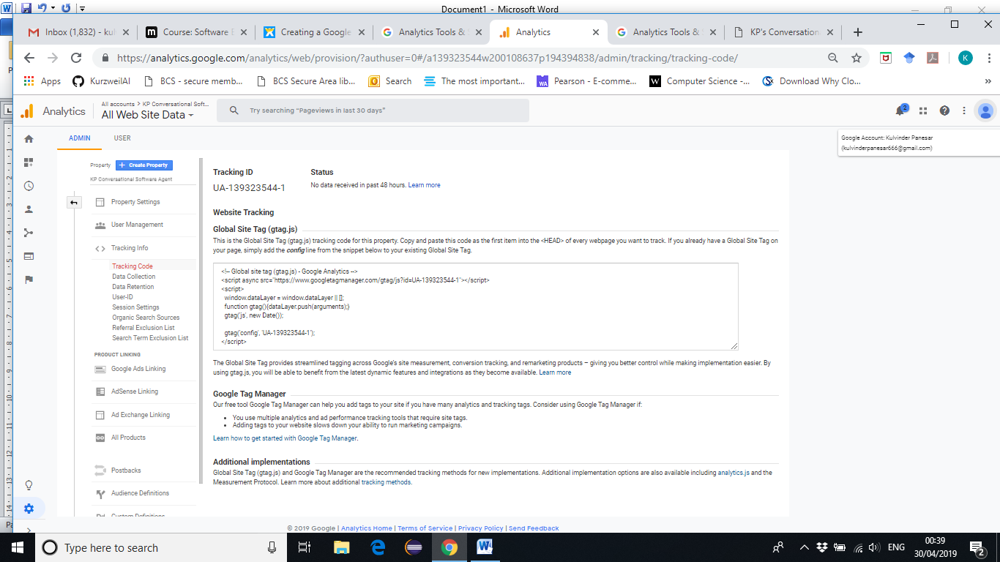 Document1 - Microsoft Word
Inbox (1,832) - kul
Course: Software E
Creating a Google
Analytics Tools & S
Analytics
Analytics Tools & S
KP's Conversation
https://analytics.google.com/analytics/web/provision/?authuser=0#/a139323544w200108637p194394838/admin/tracking/tracking-code/
K
Apps
KurzweilAI
BCS - secure memb...
BCS Secure Area lib...
Search
The most important...
Pearson - E-comme...
Computer Science -...
Download Why Clo...
»
Analytics
All accounts > KP Conversational Soft...
All Web Site Data
Try searching "Pageviews in last 30 days"
2
ADMIN
USER
Google Account: Kulvinder Panesar
(kulvinderpanesar666@gmail.com)
Property
+ Create Property
KP Conversational Software Agent
Property Settings
User Management
Tracking Info
Tracking Code
Data Collection
Data Retention
User-ID
Session Settings
Organic Search Sources
Referral Exclusion List
Search Term Exclusion List
PRODUCT LINKING
Google Ads Linking
AdSense Linking
Ad Exchange Linking
All Products
Postbacks
Audience Definitions
Custom Definitions
Tracking ID
UA-139323544-1
Status
No data received in past 48 hours. Learn more
Website Tracking
Global Site Tag (gtag.js)
This is the Global Site Tag (gtag.js) tracking code for this property. Copy and paste this code as the first item into the <HEAD> of every webpage you want to track. If you already have a Global Site Tag on
your page, simply add the config line from the snippet below to your existing Global Site Tag.
<!-- Global site tag (gtag.js) - Google Analytics -->
<script async src="https://www.googletagmanager.com/gtag/js?id=UA-139323544-1"></script>
<script>
window.dataLayer = window.dataLayer || [];
function gtag(){dataLayer.push(arguments);}
gtag('js', new Date());
gtag('config', 'UA-139323544-1');
</script>
The Global Site Tag provides streamlined tagging across Google's site measurement, conversion tracking, and remarketing products – giving you better control while making implementation easier. By
using gtag.js, you will be able to benefit from the latest dynamic features and integrations as they become available. Learn more
Google Tag Manager
Our free tool Google Tag Manager can help you add tags to your site if you have many analytics and tracking tags. Consider using Google Tag Manager if:
• You use multiple analytics and ad performance tracking tools that require site tags.
• Adding tags to your website slows down your ability to run marketing campaigns.
Learn how to get started with Google Tag Manager.
Additional implementations
Global Site Tag (gtag.js) and Google Tag Manager are the recommended tracking methods for new implementations. Additional implementation options are also available including analytics.js and the
Measurement Protocol. Learn more about additional tracking methods.
© 2019 Google | Analytics Home | Terms of Service | Privacy Policy | Send Feedback
Type here to search
ENG
00:39
30/04/2019
2